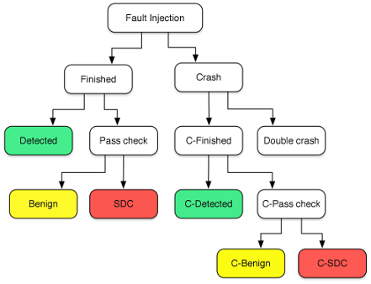 Fault Injection
Finished
Crash
Detected
Pass check
C-Finished
Double crash
Benign
SDC
C-Detected
C-Pass check
C-Benign
C-SDC